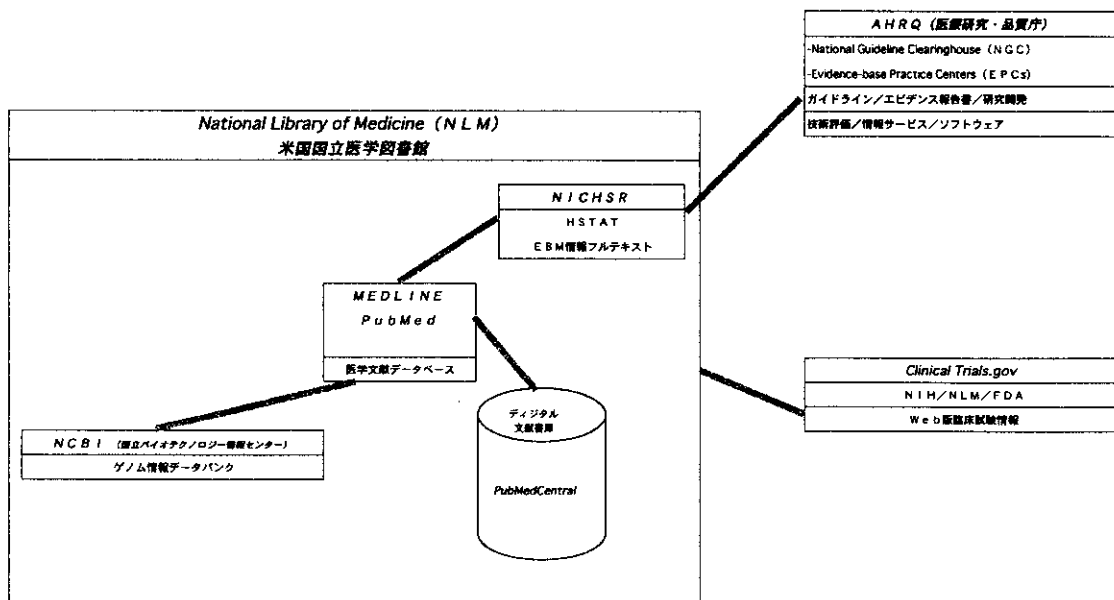 AHRQ（医療研究・品質庁）
-National Guideline Clearinghouse（NGC）
-Evidence-base Practice Centers（EPCs）
ガイドライン／エビデンス報告書／研究開発
技術評価／情報サービス／ソフトウェア
National Library of Medicine（NLM）
米国国立医学図書館
NICHSR
HSTAT
EBM情報フルテキスト
MEDLINE
PubMed
医学文献データベース
Clinical Trials.gov
NIH／NLM／FDA
Web版臨床試験情報
ディジタル
文献書庫
PubMedCentral
NCBI （国立バイオテクノロジー情報センター）
ゲノム情報データバンク